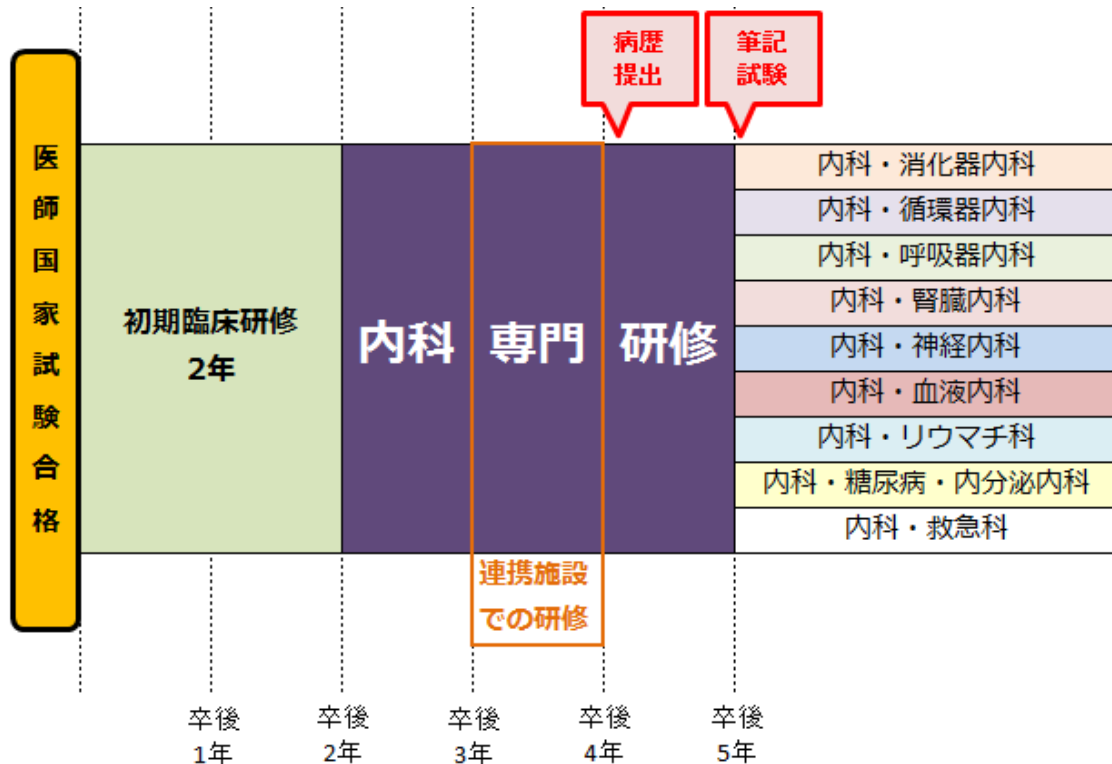 病歴
提出
筆記
試験
医師国家試験合格
初期臨床研修
2年
内科 専門 研修
連携施設
での研修
内科・消化器内科
内科・循環器内科
内科・呼吸器内科
内科・腎臓内科
内科・神経内科
内科・血液内科
内科・リウマチ科
内科・糖尿病・内分泌内科
内科・救急科
卒後
1年
卒後
2年
卒後
3年
卒後
4年
卒後
5年